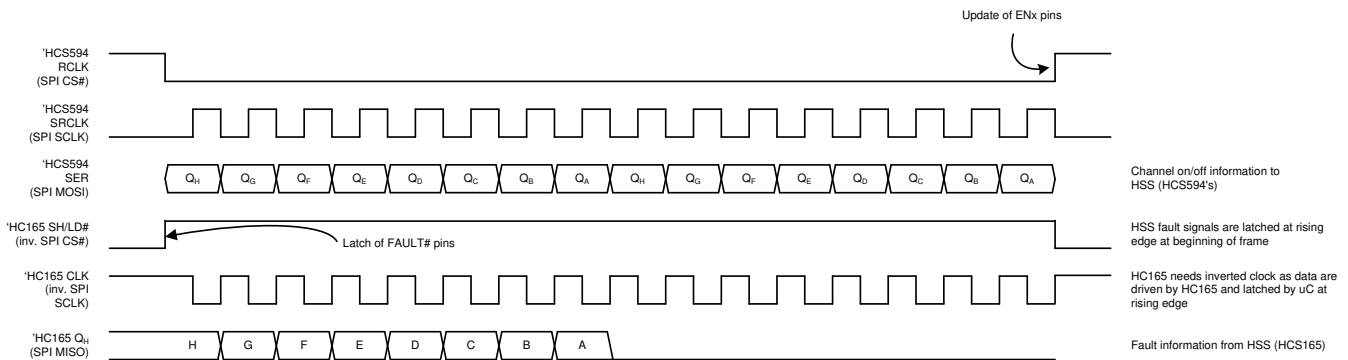 Update of ENx pins
'HCS594
RCLK
(SPI CS#)
'HCS594
SRCLK
(SPI SCLK)
'HCS594
SER
(SPI MOSI)
QH QG QF QE QD QC QB QA QH QG QF QE QD QC QB QA
Channel on/off information to
HSS (HCS594's)
'HC165 SH/LD#
(inv. SPI CS#)
Latch of FAULT# pins
HSS fault signals are latched at rising
edge at beginning of frame
'HC165 CLK
(inv. SPI
SCLK)
HC165 needs inverted clock as data are
driven by HC165 and latched by uC at
rising edge
'HC165 QH
(SPI MISO)
H G F E D C B A
Fault information from HSS (HCS165)